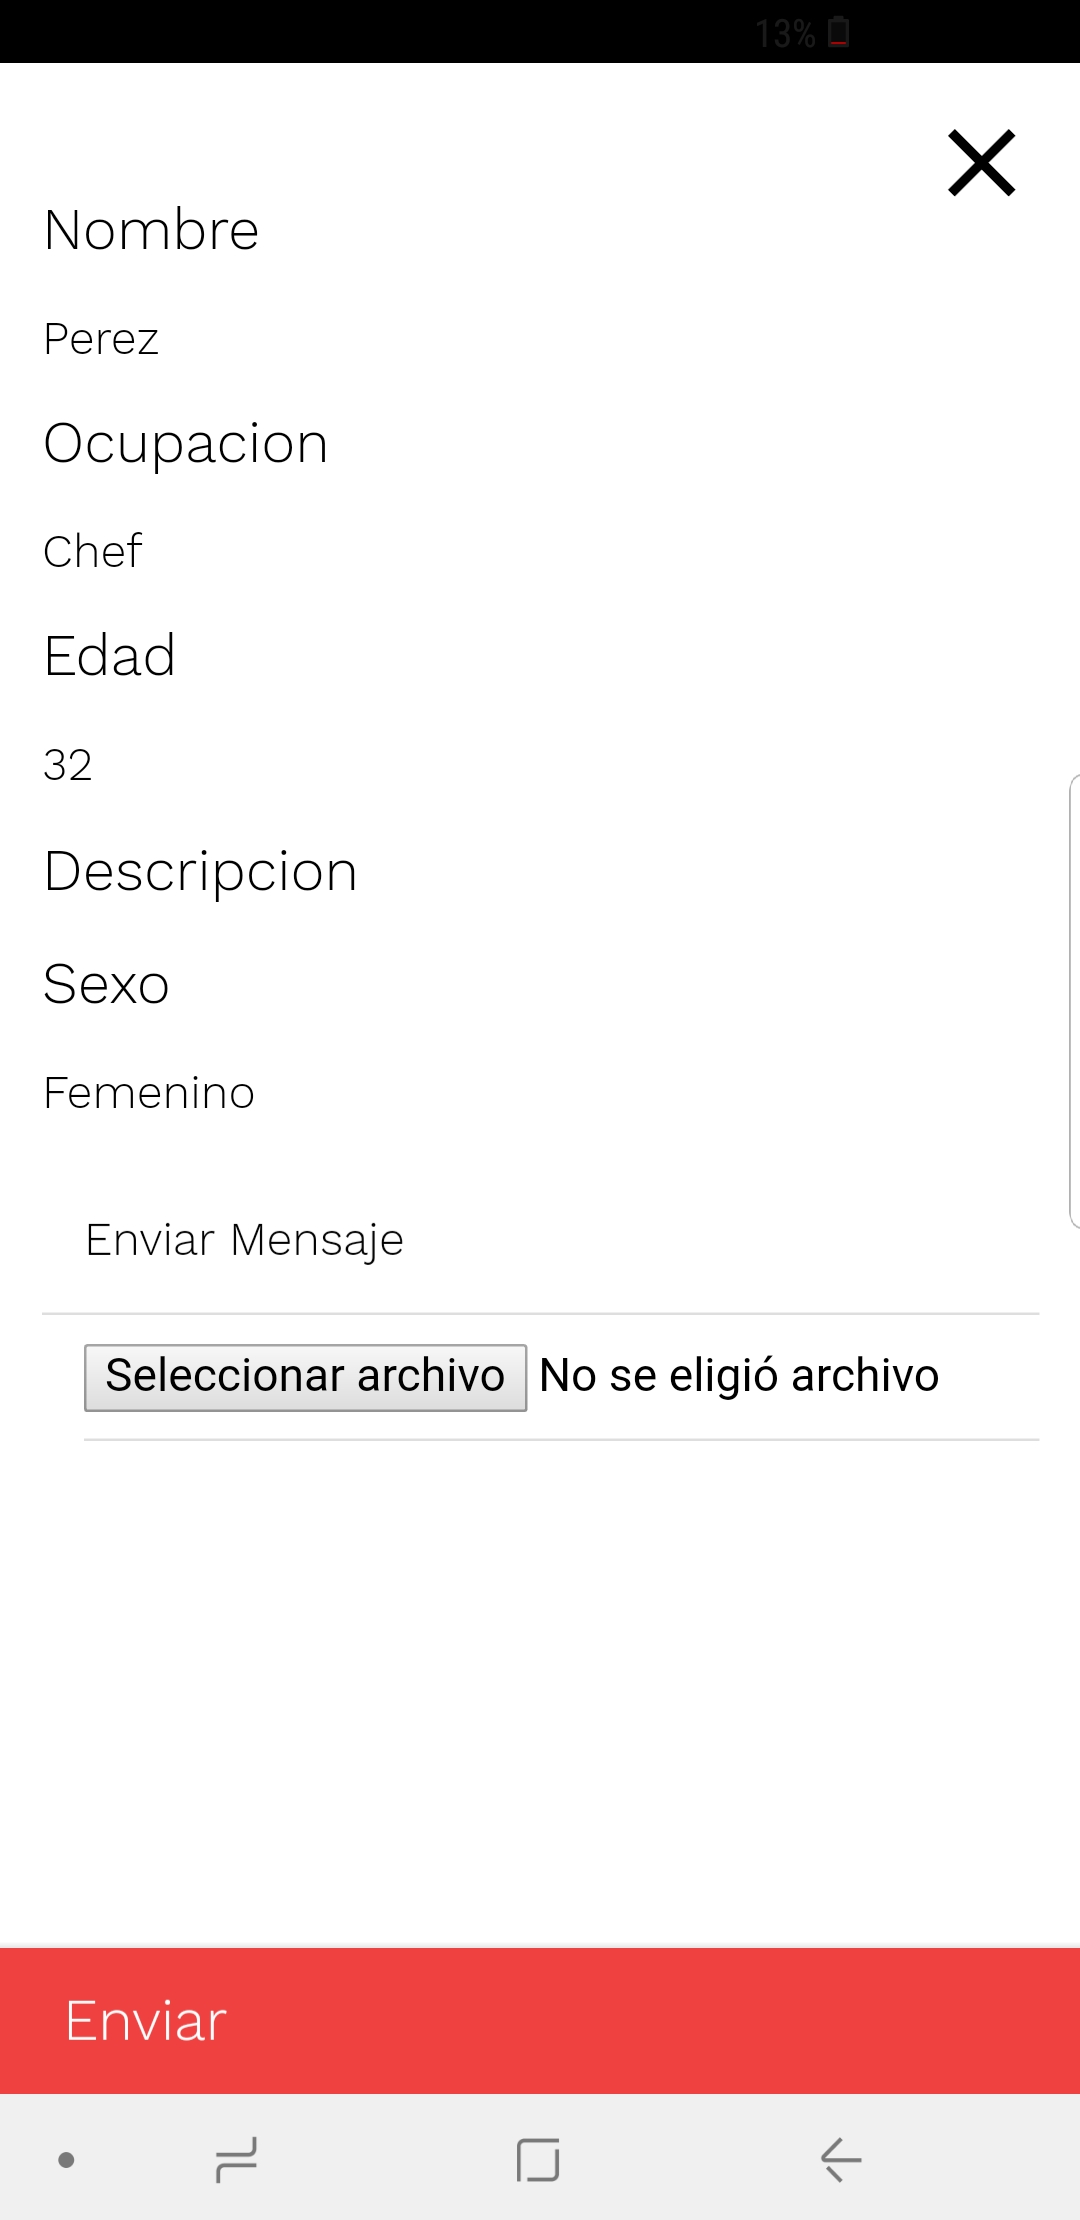 13%
Nombre
Perez
Ocupacion
Chef
Edad
32
Descripcion
Sexo
Femenino
Enviar Mensaje
Seleccionar archivo No se eligió archivo
Enviar